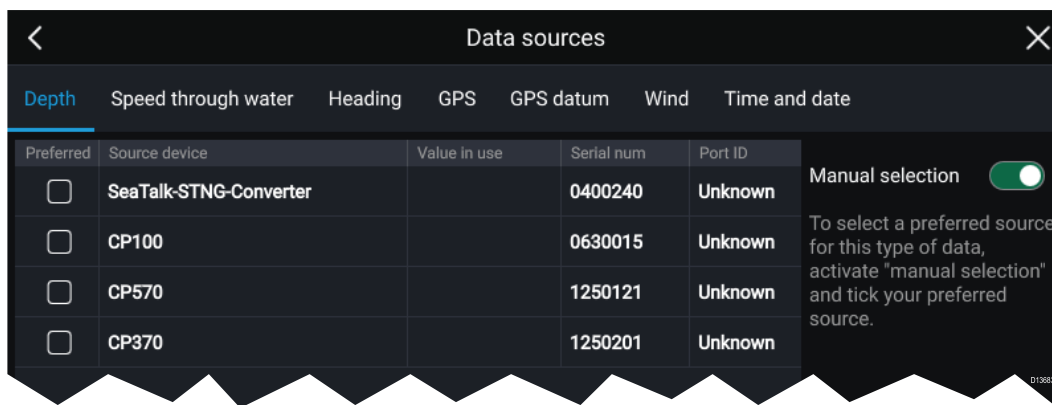 Data sources
Depth Speed through water Heading GPS GPS datum Wind Time and date
Preferred Source device Value in use Serial num Port ID
SeaTalk-STNG-Converter 0400240 Unknown
CP100 0630015 Unknown
CP570 1250121 Unknown
CP370 1250201 Unknown
Manual selection
To select a preferred source
for this type of data,
activate "manual selection"
and tick your preferred
source.